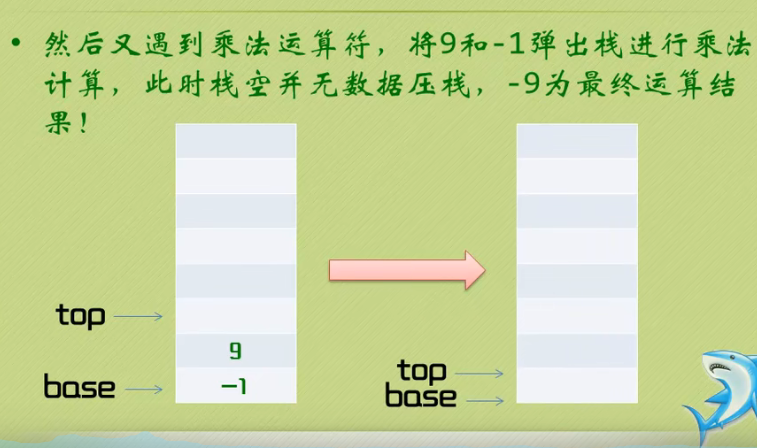 • 然后又遇到乘法运算符，将9和-1弹出栈进行乘法
计算，此时栈空并无数据压栈，-9为最终运算结
果!
top
9
base
-1
top
base